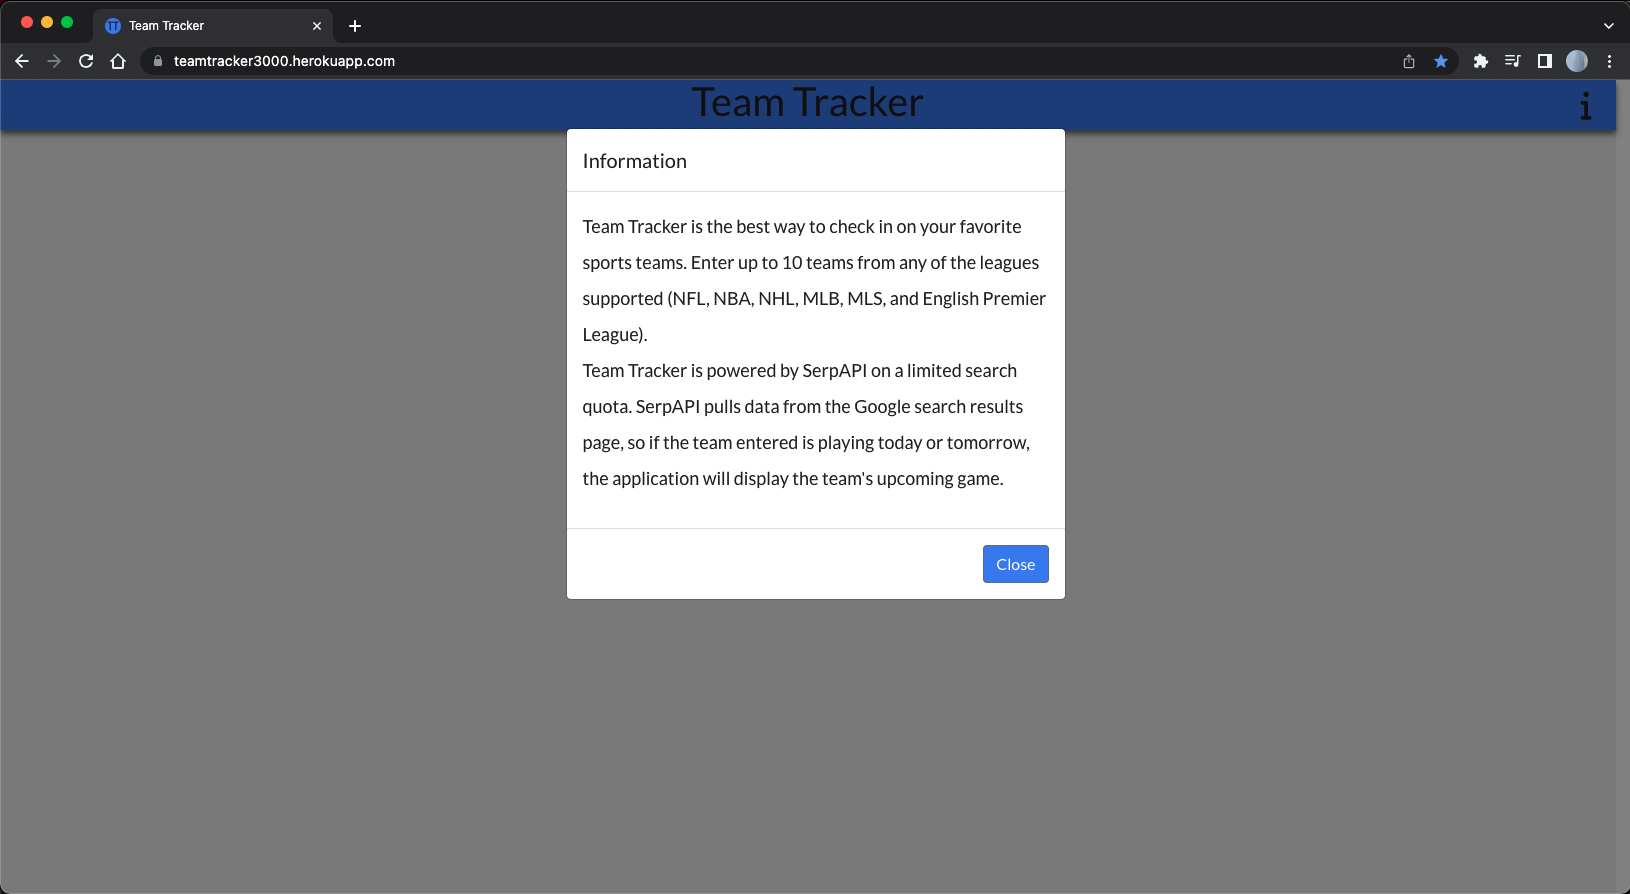 Team Tracker
teamtracker3000.herokuapp.com
Team Tracker
Information
Team Tracker is the best way to check in on your favorite
sports teams. Enter up to 10 teams from any of the leagues
supported (NFL, NBA, NHL, MLB, MLS, and English Premier
League).
Team Tracker is powered by SerpAPI on a limited search
quota. SerpAPI pulls data from the Google search results
page, so if the team entered is playing today or tomorrow,
the application will display the team's upcoming game.
Close